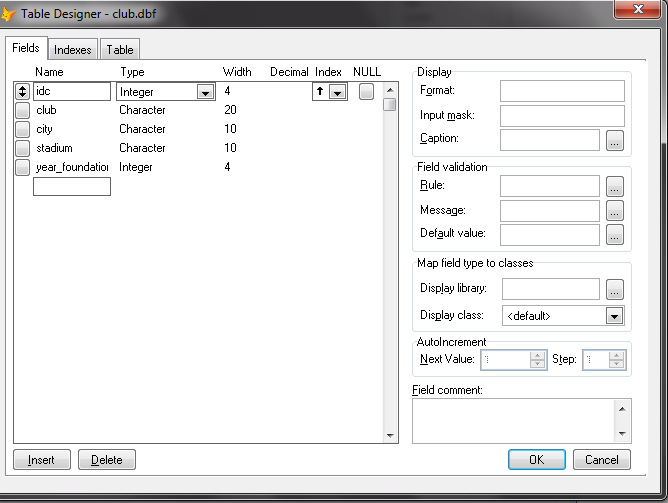 Table Designer - club.dbf
Fields Indexes Table
Name Type Width Decimal Index NULL
idc Integer 4
club Character 20
city Character 10
stadium Character 10
year_foundation Integer 4
Display
Format:
Input mask:
Caption: ...
Field validation
Rule: ...
Message: ...
Default value: ...
Map field type to classes
Display library: ...
Display class: <default>
AutoIncrement
Next Value: 1 Step: 1
Field comment:
Insert Delete OK Cancel